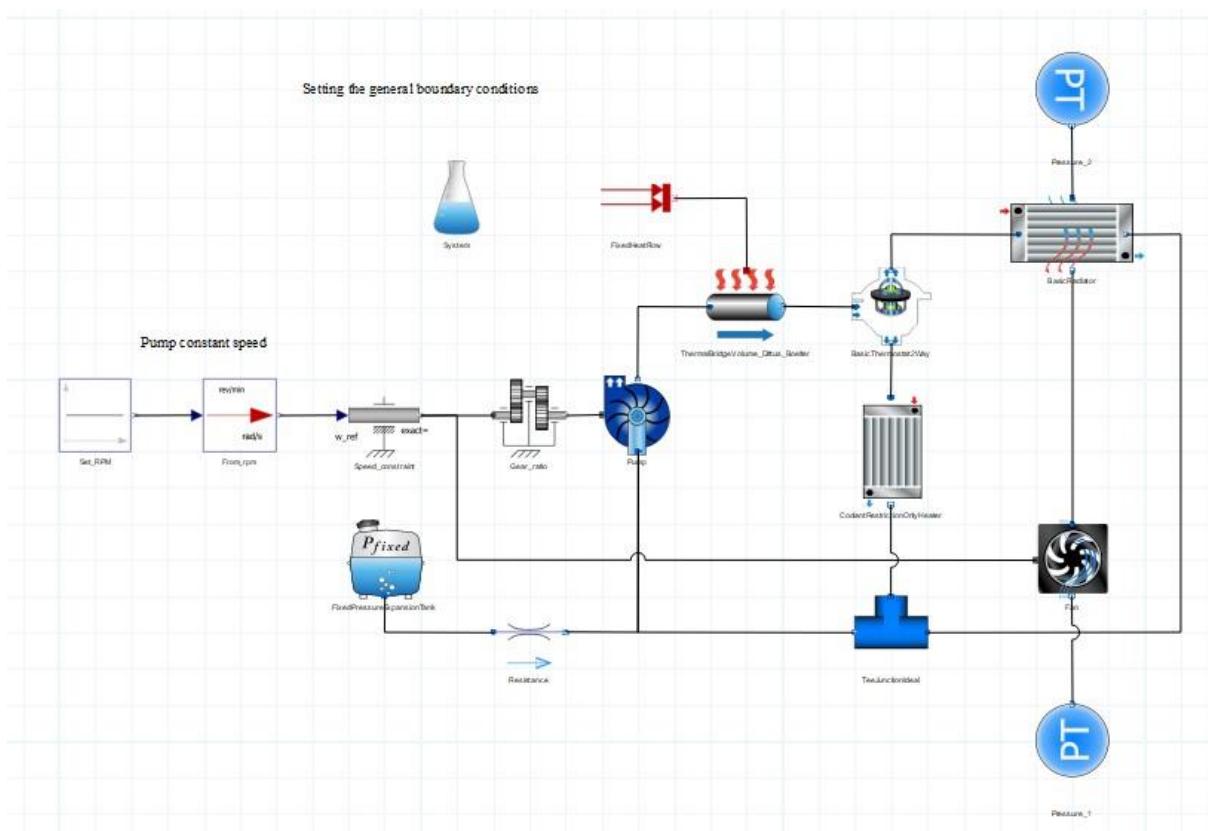 Setting the general boundary conditions
PT
Pressure_2
System
FixedHeatFlow
BasicRadiator
ThermalBridgeVolume_Dittus_Boelter
BasicThermostat2Way
Pump constant speed
rev/min
rad/s
w_ref
exact=
Set_RPM
From_rpm
Speed_constraint
Gear_ratio
Pump
CoolantRestrictionOnlyHeater
Pfixed
FixedPressureExpansionTank
Fan
Resistance
TeeJunctionIdeal
PT
Pressure_1